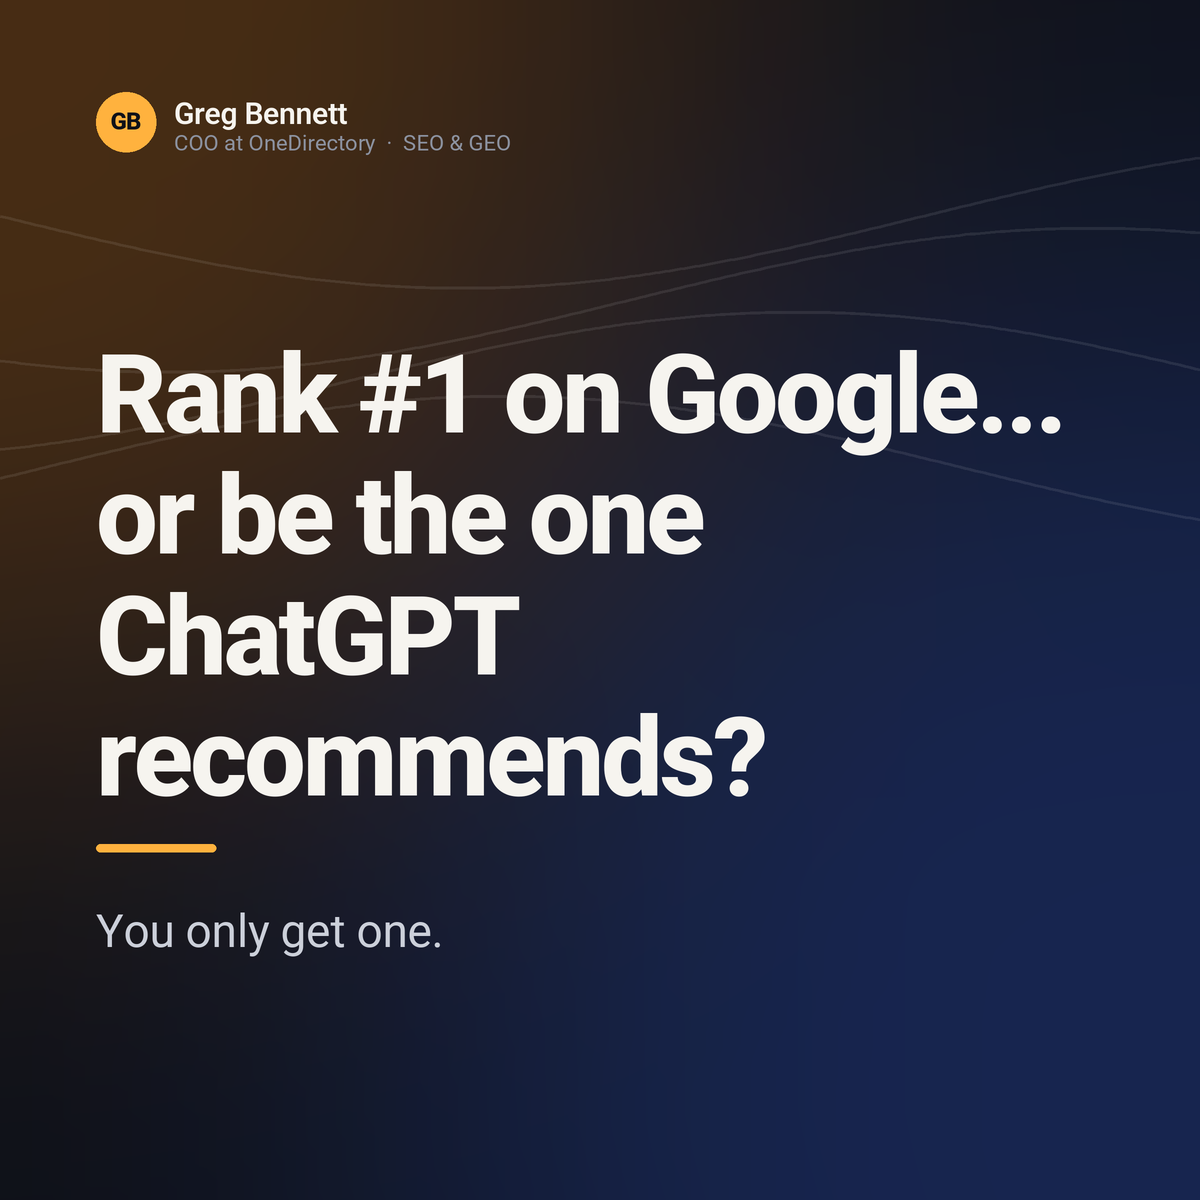 GB
Greg Bennett
COO at OneDirectory · SEO & GEO
Rank #1 on Google...
or be the one
ChatGPT
recommends?
You only get one.